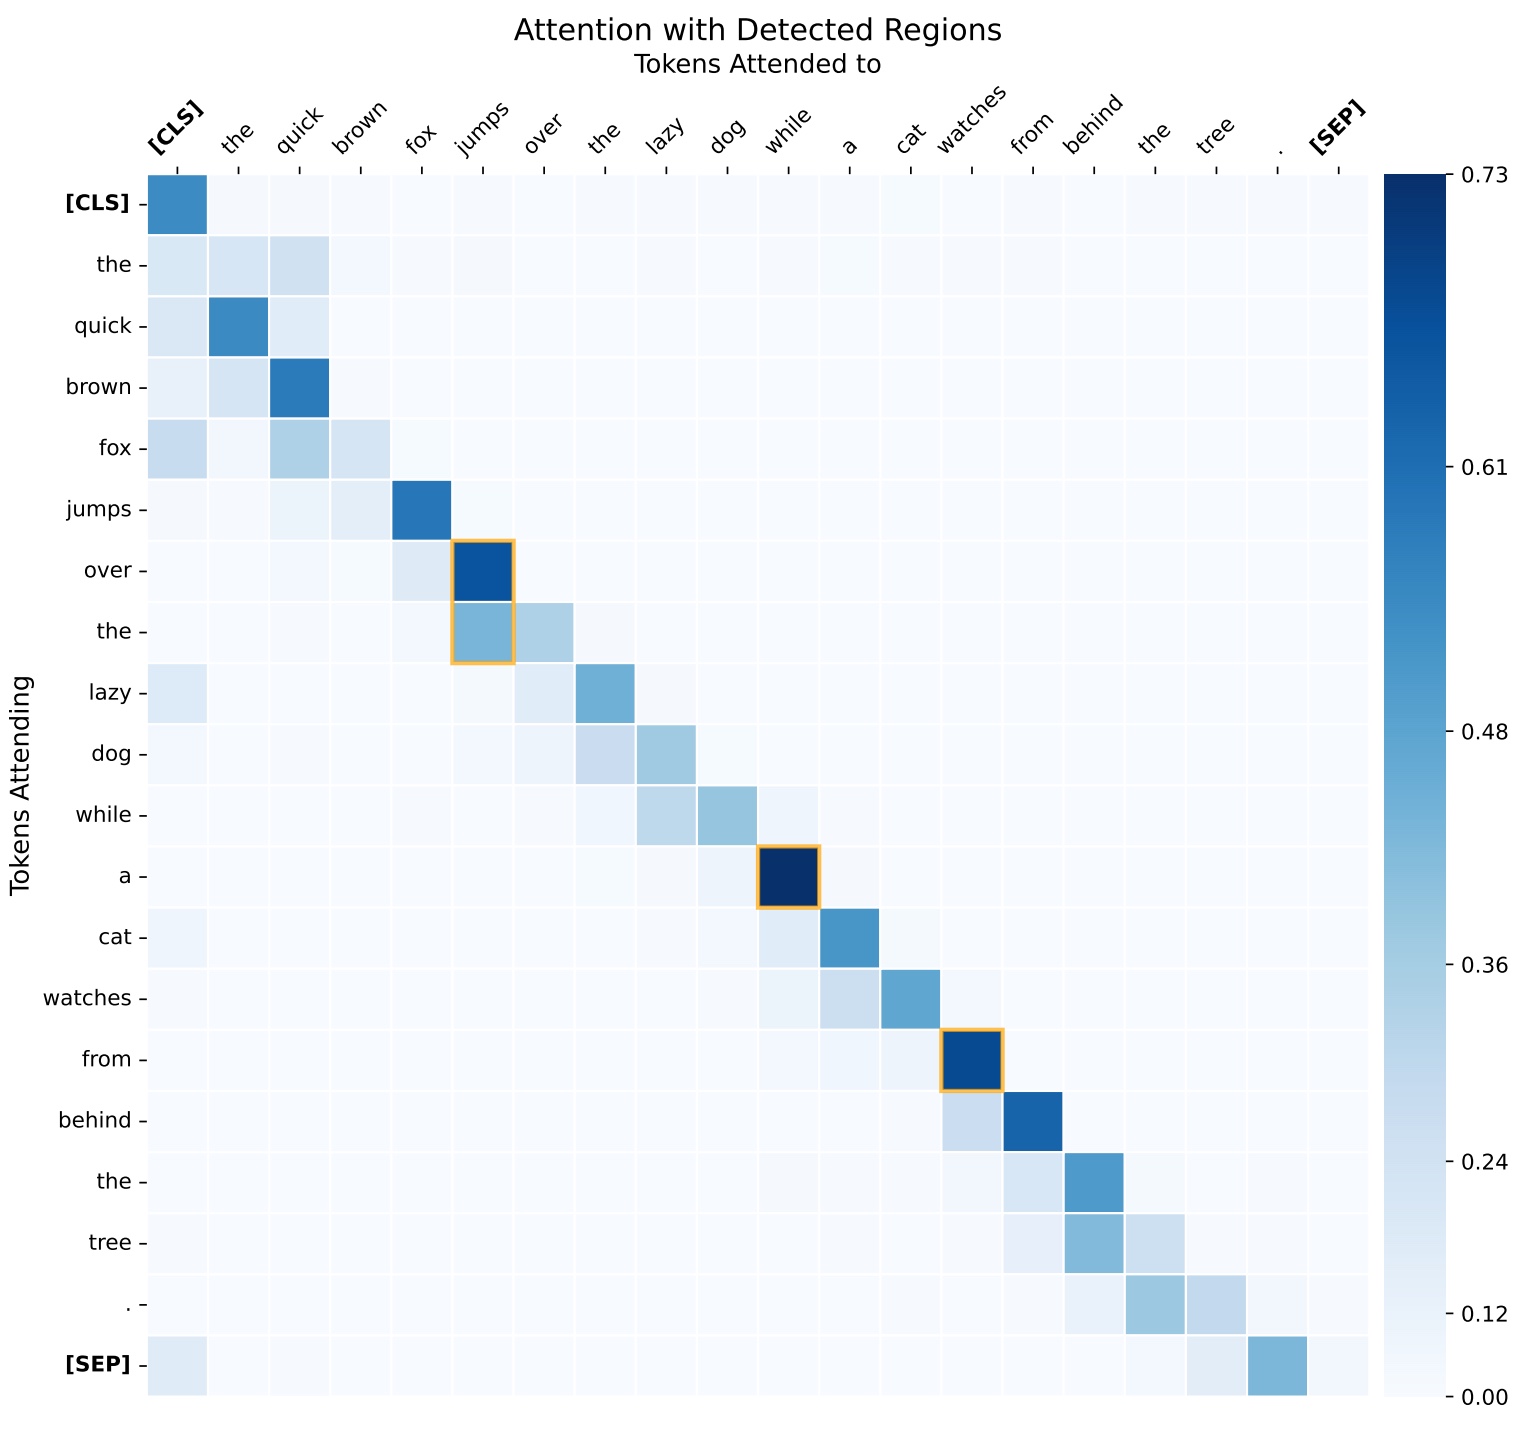 Attention with Detected Regions
Tokens Attended to
[CLS] the quick brown fox jumps over the lazy dog while a cat watches from behind the tree . [SEP]
Tokens Attending
[CLS]
the
quick
brown
fox
jumps
over
the
lazy
dog
while
a
cat
watches
from
behind
the
tree
.
[SEP]
0.73
0.61
0.48
0.36
0.24
0.12
0.00